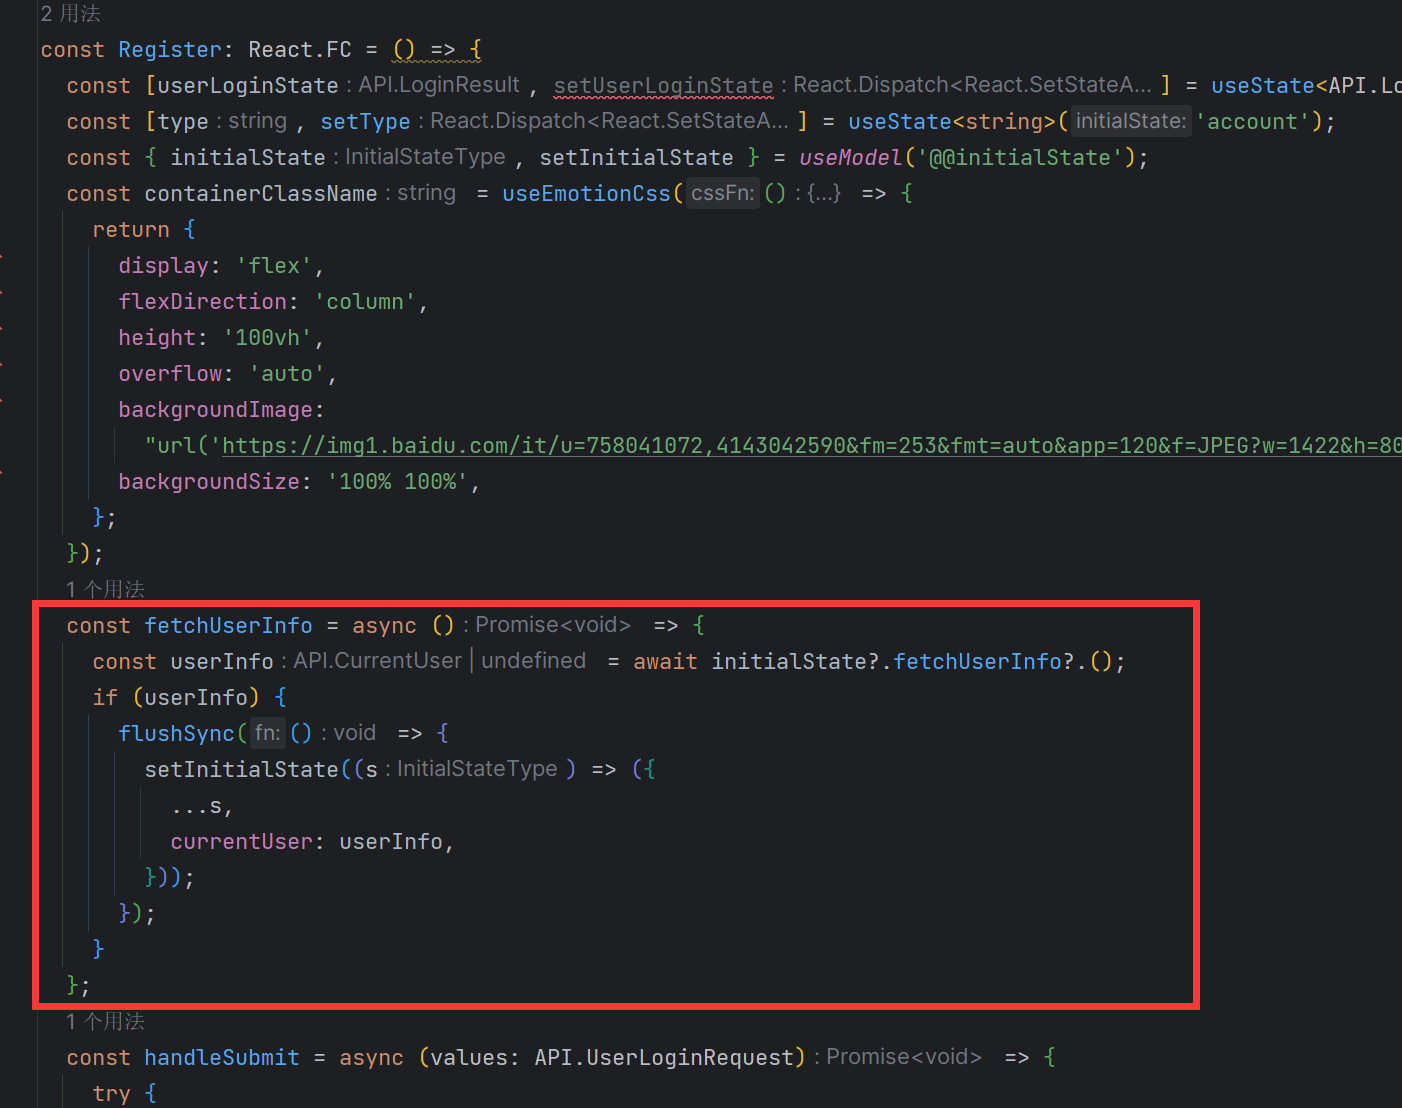 2 用法
const Register: React.FC = () => {
const [userLoginState : API.LoginResult , setUserLoginState : React.Dispatch<React.SetStateA... ] = useState<API.Lo
const [type : string , setType : React.Dispatch<React.SetStateA... ] = useState<string>( initialState: 'account');
const { initialState : InitialStateType , setInitialState } = useModel('@@initialState');
const containerClassName : string = useEmotionCss( cssFn: () : {...} => {
return {
display: 'flex',
flexDirection: 'column',
height: '100vh',
overflow: 'auto',
backgroundImage:
"url('https://img1.baidu.com/it/u=758041072,4143042590&fm=253&fmt=auto&app=120&f=JPEG?w=1422&h=80
backgroundSize: '100% 100%',
};
});
1 个用法
const fetchUserInfo = async () : Promise<void> => {
const userInfo : API.CurrentUser | undefined = await initialState?.fetchUserInfo?.();
if (userInfo) {
flushSync( fn: () : void => {
setInitialState((s : InitialStateType ) => ({
...s,
currentUser: userInfo,
}));
});
}
};
1 个用法
const handleSubmit = async (values: API.UserLoginRequest) : Promise<void> => {
try {